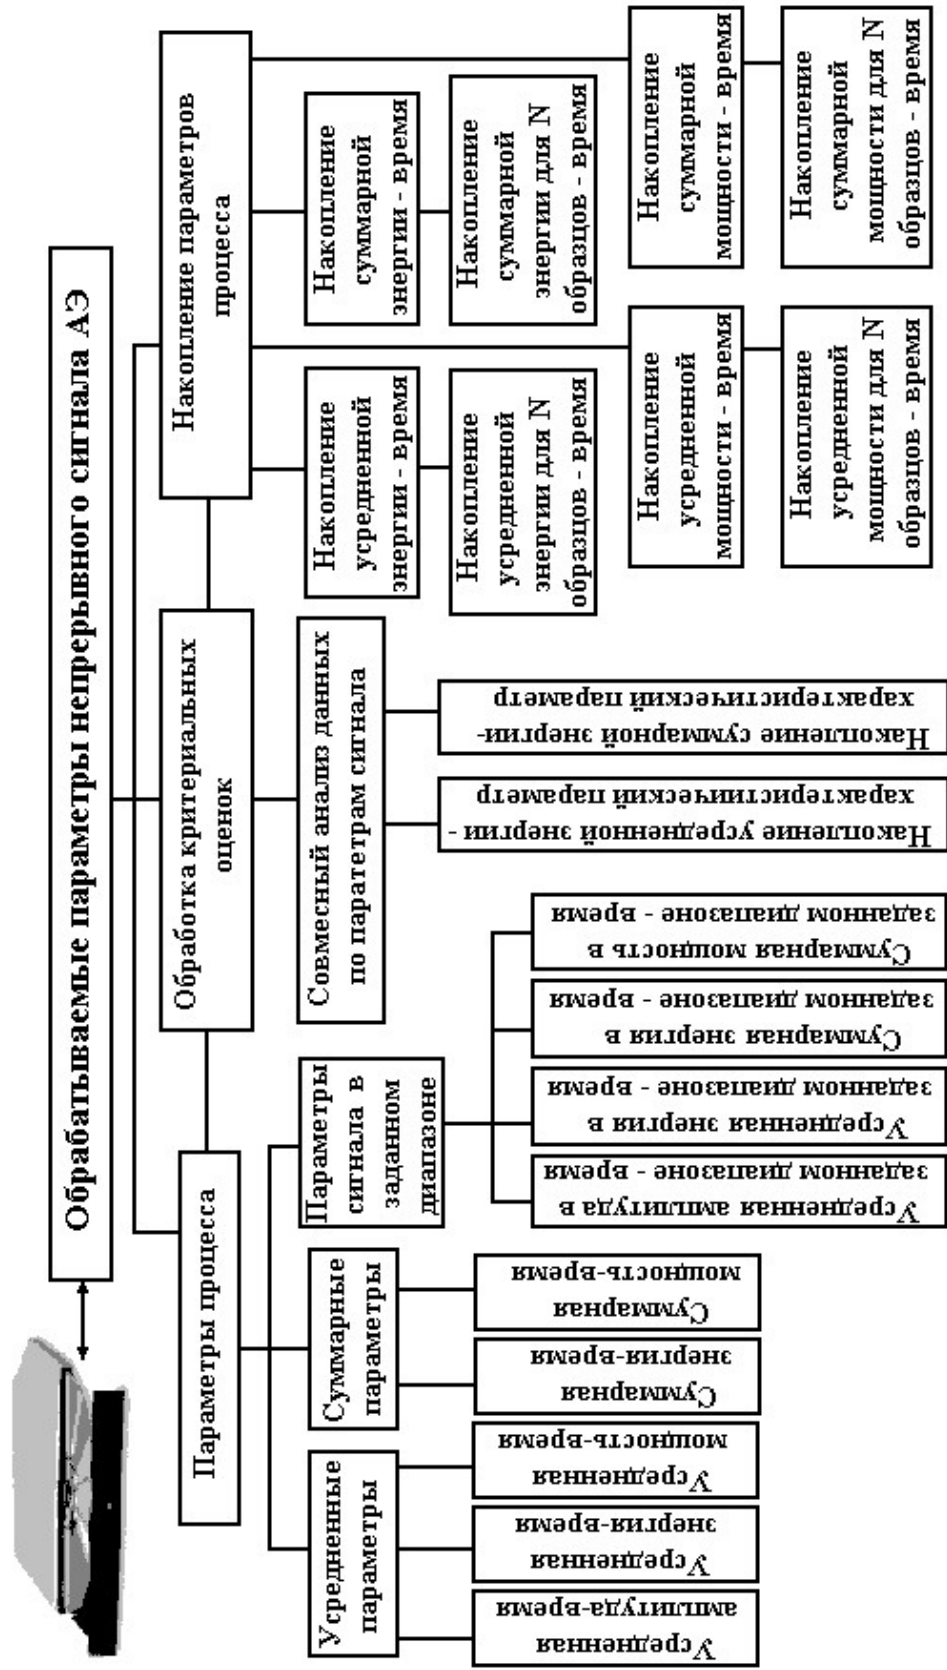 Обрабатываемые параметры непрерывного сигнала АЭ
Параметры процесса
Обработка критериальных
оценок
Накопление параметров
процесса
Усредненные
параметры
Суммарные
параметры
Параметры
сигнала в
заданном
диапазоне
Совмесный анализ данных
по паратетрам сигнала
Накопление
усредненной
энергии - время
Накопление
суммарной
энергии - время
Накопление
усредненной
энергии для N
образцов - время
Накопление
суммарной
энергии для N
образцов - время
Накопление
усредненной
мощности - время
Накопление
суммарной
мощности - время
Накопление
усредненной
мощности для N
образцов - время
Накопление
суммарной
мощности для N
образцов - время
Усредненная
амплитуда-время
Усредненная
энергия-время
Усредненная
мощность-время
Суммарная
энергия-время
Суммарная
мощность-время
Усредненная амплитуда в
заданном диапазоне - время
Усредненная энергия в
заданном диапазоне - время
Суммарная энергия в
заданном диапазоне - время
Суммарная мощность в
заданном диапазоне - время
Накопление усредненной энергии -
характеристиический параметр
Накопление суммарной энергии-
характеристический параметр